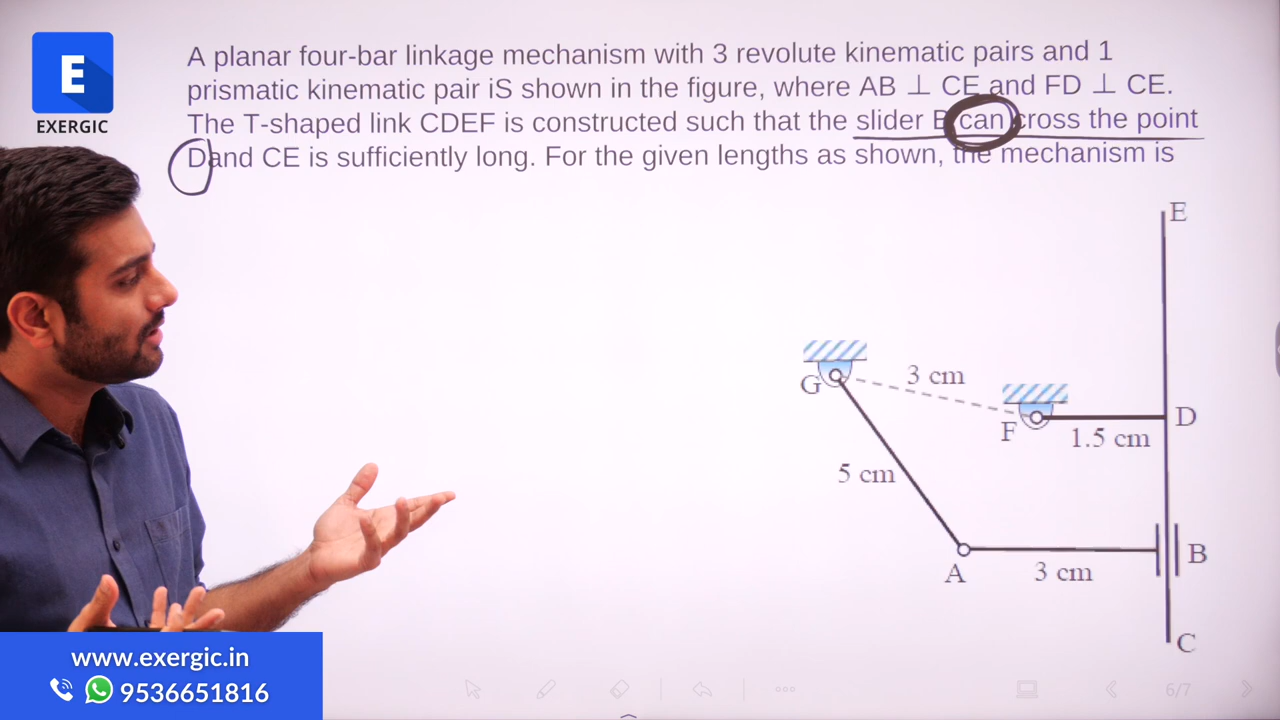 E
EXERGIC
A planar four-bar linkage mechanism with 3 revolute kinematic pairs and 1
prismatic kinematic pair iS shown in the figure, where AB ⊥ CE and FD ⊥ CE.
The T-shaped link CDEF is constructed such that the slider B can cross the point
Dand CE is sufficiently long. For the given lengths as shown, the mechanism is
E
G
3 cm
F
D
1.5 cm
5 cm
A
3 cm
B
C
www.exergic.in
9536651816
6/7